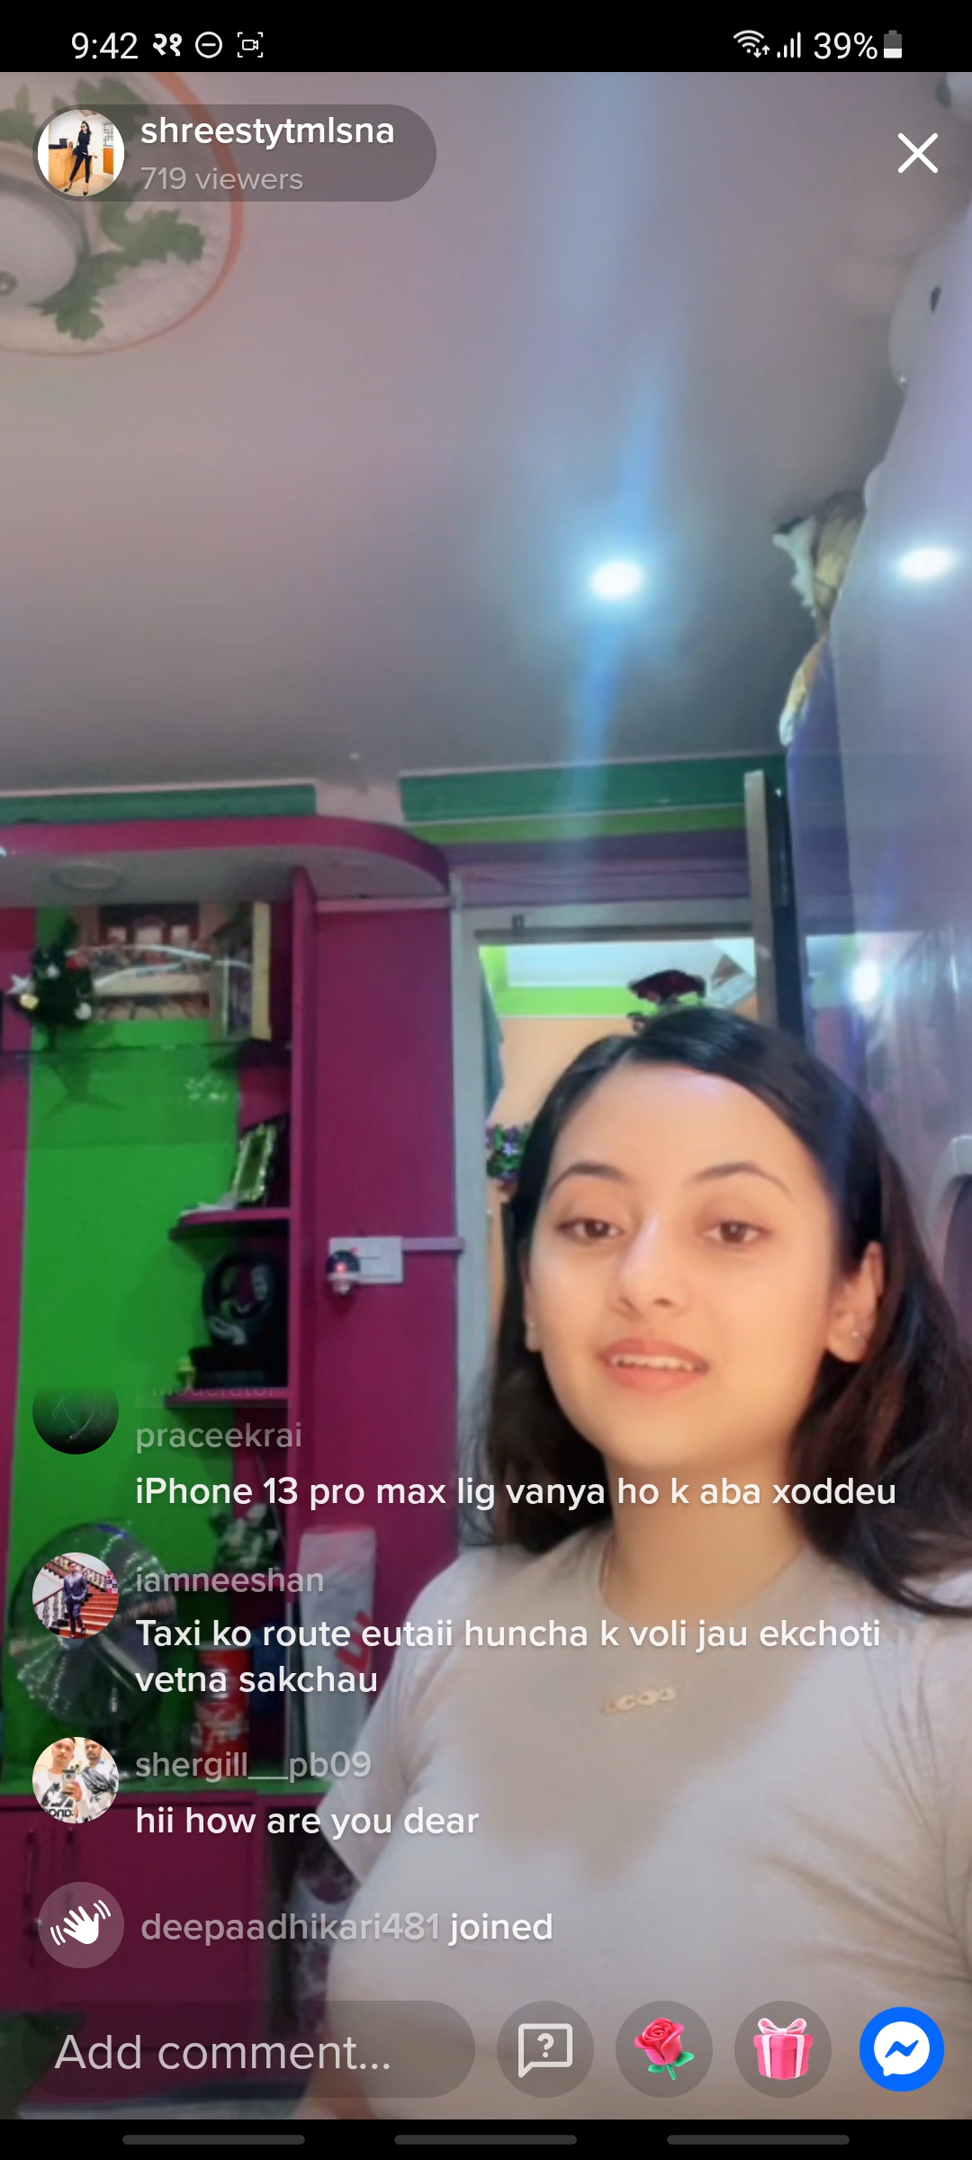 9:42 २१ 39%
shreestytmlsna
719 viewers
Moderator
praceekrai
iPhone 13 pro max lig vanya ho k aba xoddeu
iamneeshan
Taxi ko route eutaii huncha k voli jau ekchoti
vetna sakchau
shergill__pb09
hii how are you dear
deepaadhikari481 joined
Add comment...
?